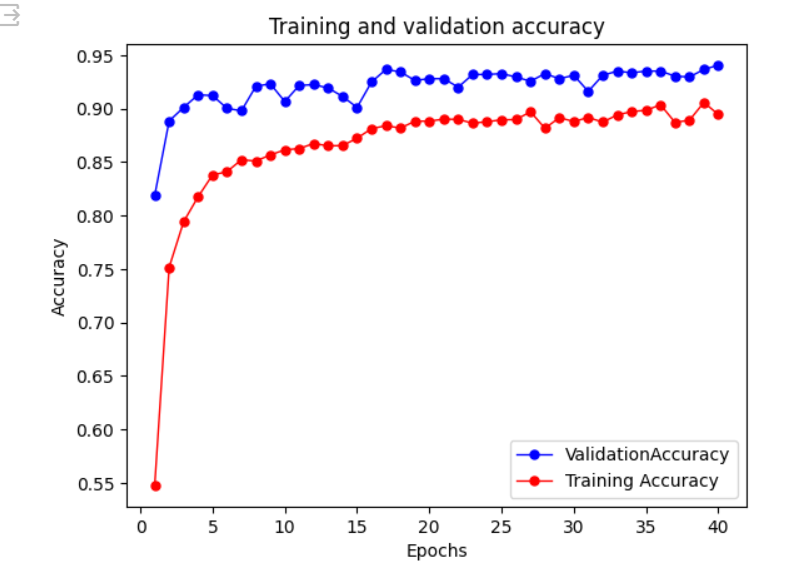 Training and validation accuracy
0.95
0.90
0.85
0.80
0.75
0.70
0.65
0.60
0.55
Accuracy
ValidationAccuracy
Training Accuracy
0 5 10 15 20 25 30 35 40
Epochs